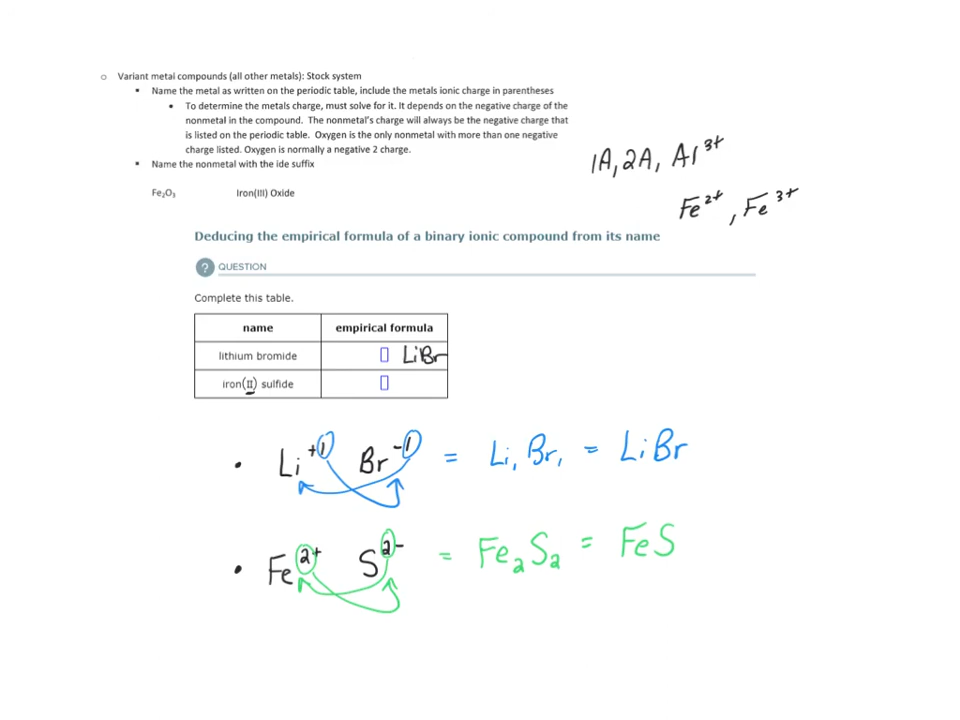 ○ Variant metal compounds (all other metals): Stock system
▪ Name the metal as written on the periodic table, include the metals ionic charge in parentheses
• To determine the metals charge, must solve for it. It depends on the negative charge of the
nonmetal in the compound. The nonmetal's charge will always be the negative charge that
is listed on the periodic table. Oxygen is the only nonmetal with more than one negative
charge listed. Oxygen is normally a negative 2 charge.
▪ Name the nonmetal with the ide suffix
1A, 2A, Al³⁺
Fe₂O₃ Iron(III) Oxide
Fe²⁺, Fe³⁺
Deducing the empirical formula of a binary ionic compound from its name
? QUESTION
Complete this table.
name empirical formula
lithium bromide LiBr
iron(II) sulfide
• Li⁺¹ Br⁻¹ = Li₁ Br₁ = LiBr
• Fe²⁺ S²⁻ = Fe₂S₂ = FeS